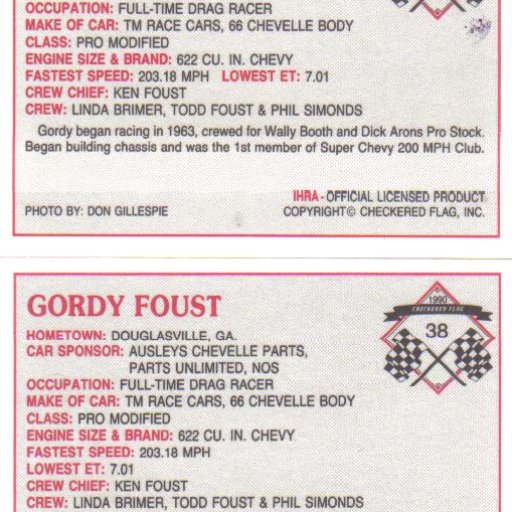 OCCUPATION: FULL-TIME DRAG RACER
MAKE OF CAR: TM RACE CARS, 66 CHEVELLE BODY
CLASS: PRO MODIFIED
ENGINE SIZE & BRAND: 622 CU. IN. CHEVY
FASTEST SPEED: 203.18 MPH LOWEST ET: 7.01
CREW CHIEF: KEN FOUST
CREW: LINDA BRIMER, TODD FOUST & PHIL SIMONDS
Gordy began racing in 1963, crewed for Wally Booth and Dick Arons Pro Stock.
Began building chassis and was the 1st member of Super Chevy 200 MPH Club.
IHRA - OFFICIAL LICENSED PRODUCT
PHOTO BY: DON GILLESPIE
COPYRIGHT© CHECKERED FLAG, INC.
GORDY FOUST
1990
CHECKERED FLAG
38
HOMETOWN: DOUGLASVILLE, GA.
CAR SPONSOR: AUSLEYS CHEVELLE PARTS,
PARTS UNLIMITED, NOS
OCCUPATION: FULL-TIME DRAG RACER
MAKE OF CAR: TM RACE CARS, 66 CHEVELLE BODY
CLASS: PRO MODIFIED
ENGINE SIZE & BRAND: 622 CU. IN. CHEVY
FASTEST SPEED: 203.18 MPH
LOWEST ET: 7.01
CREW CHIEF: KEN FOUST
CREW: LINDA BRIMER, TODD FOUST & PHIL SIMONDS